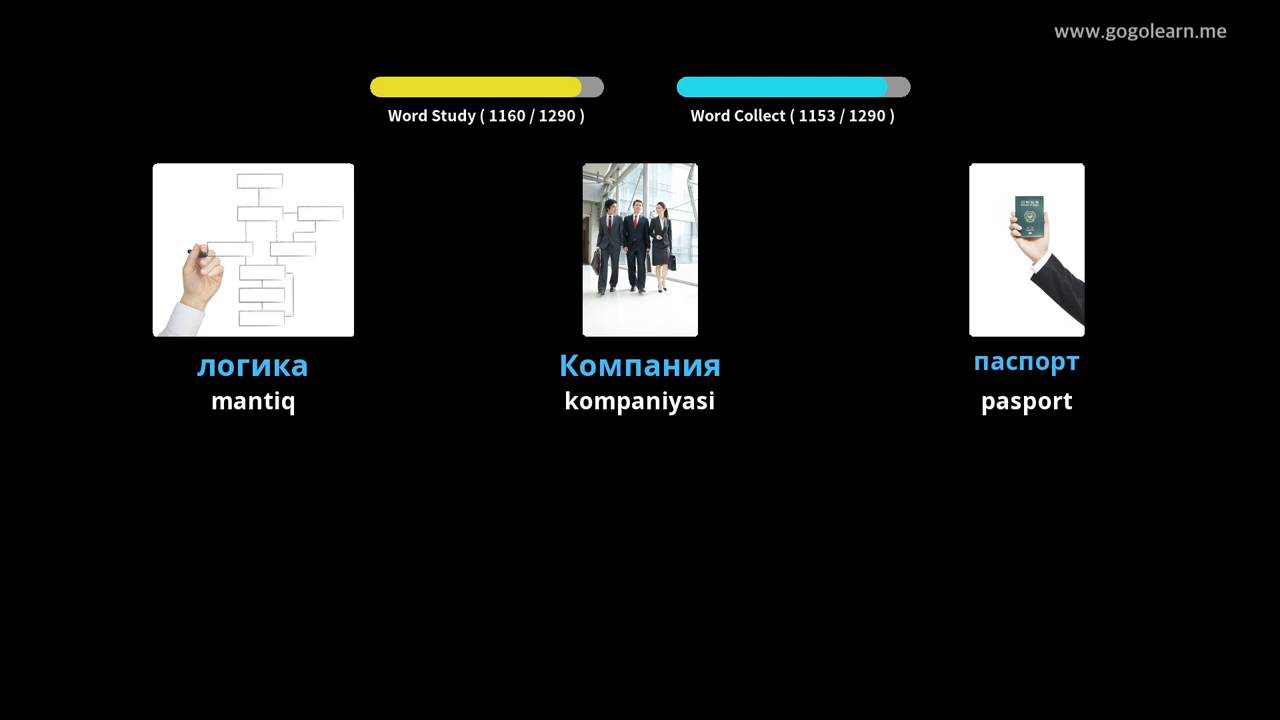 www.gogolearn.me
Word Study ( 1160 / 1290 )
Word Collect ( 1153 / 1290 )
логика
Компания
паспорт
mantiq
kompaniyasi
pasport